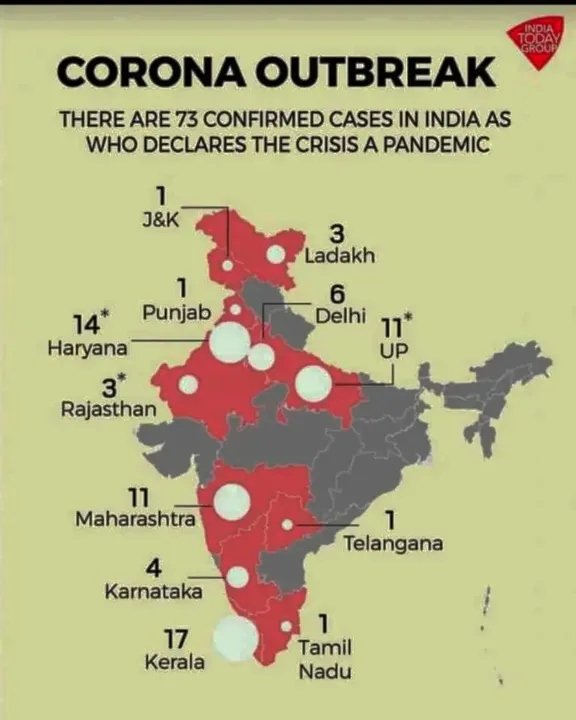 INDIA
TODAY
GROUP
CORONA OUTBREAK
THERE ARE 73 CONFIRMED CASES IN INDIA AS
WHO DECLARES THE CRISIS A PANDEMIC
1
J&K
3
Ladakh
1
Punjab
6
Delhi
14*
Haryana
11*
UP
3*
Rajasthan
11
Maharashtra
1
Telangana
4
Karnataka
17
Kerala
1
Tamil
Nadu